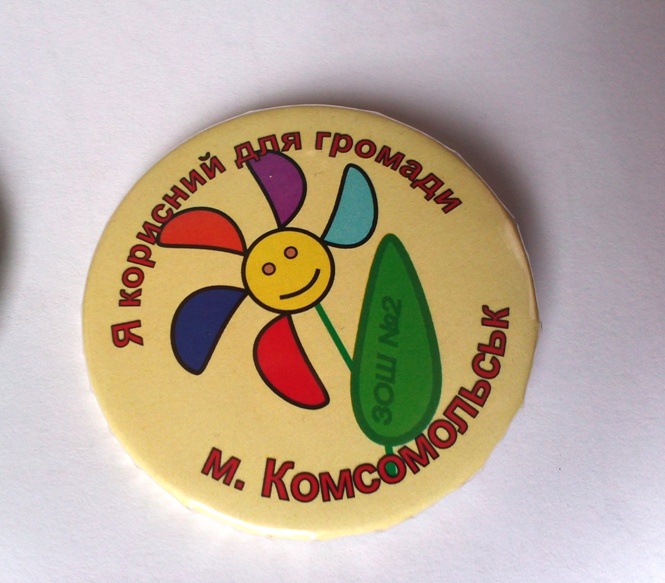 Я корисний для громади
ЗОШ №2
м. Комсомольськ